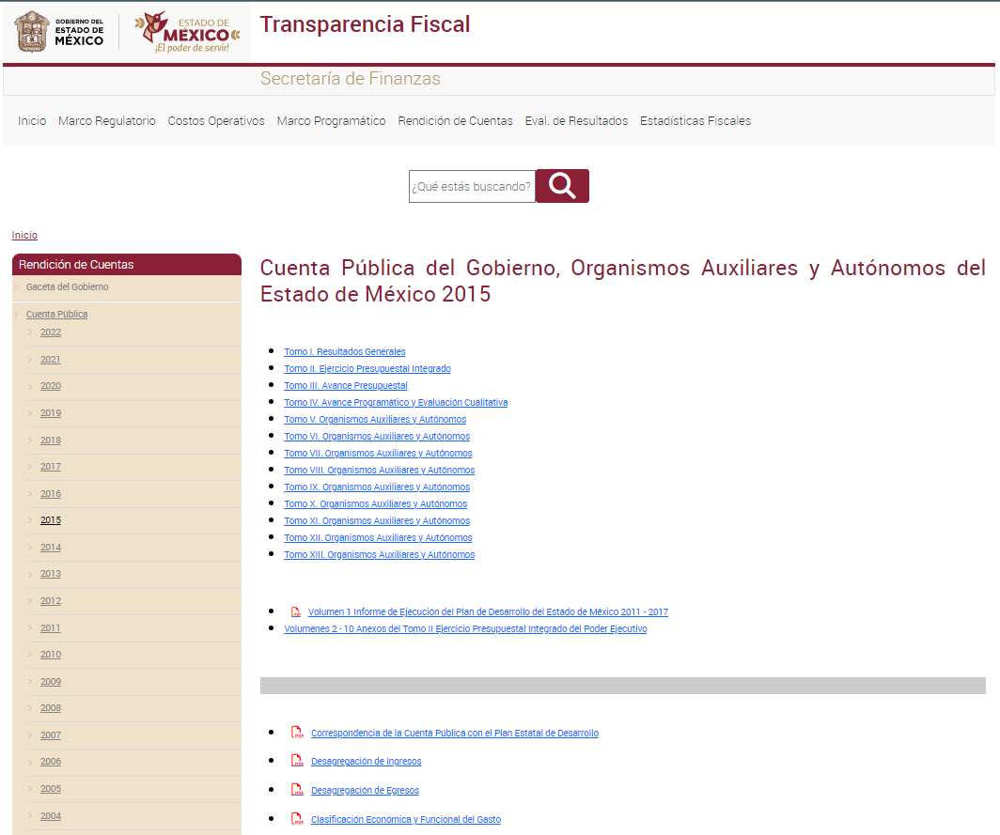 GOBIERNO DEL
ESTADO DE
MÉXICO
ESTADO DE
MÉXICO
¡El poder de servir!
Transparencia Fiscal
Secretaría de Finanzas
Inicio Marco Regulatorio Costos Operativos Marco Programático Rendición de Cuentas Eval. de Resultados Estadísticas Fiscales
¿Qué estás buscando?
Inicio
Rendición de Cuentas
Gaceta del Gobierno
Cuenta Pública
2022
2021
2020
2019
2018
2017
2016
2015
2014
2013
2012
2011
2010
2009
2008
2007
2006
2005
2004
Cuenta Pública del Gobierno, Organismos Auxiliares y Autónomos del
Estado de México 2015
Tomo I. Resultados Generales
Tomo II. Ejercicio Presupuestal Integrado
Tomo III. Avance Presupuestal
Tomo IV. Avance Programático y Evaluación Cualitativa
Tomo V. Organismos Auxiliares y Autónomos
Tomo VI. Organismos Auxiliares y Autónomos
Tomo VII. Organismos Auxiliares y Autónomos
Tomo VIII. Organismos Auxiliares y Autónomos
Tomo IX. Organismos Auxiliares y Autónomos
Tomo X. Organismos Auxiliares y Autónomos
Tomo XI. Organismos Auxiliares y Autónomos
Tomo XII. Organismos Auxiliares y Autónomos
Tomo XIII. Organismos Auxiliares y Autónomos
Volumen 1 Informe de Ejecución del Plan de Desarrollo del Estado de México 2011 - 2017
Volumenes 2 - 10 Anexos del Tomo II Ejercicio Presupuestal Integrado del Poder Ejecutivo
Correspondencia de la Cuenta Pública con el Plan Estatal de Desarrollo
Desagregación de Ingresos
Desagregación de Egresos
Clasificación Económica y Funcional del Gasto